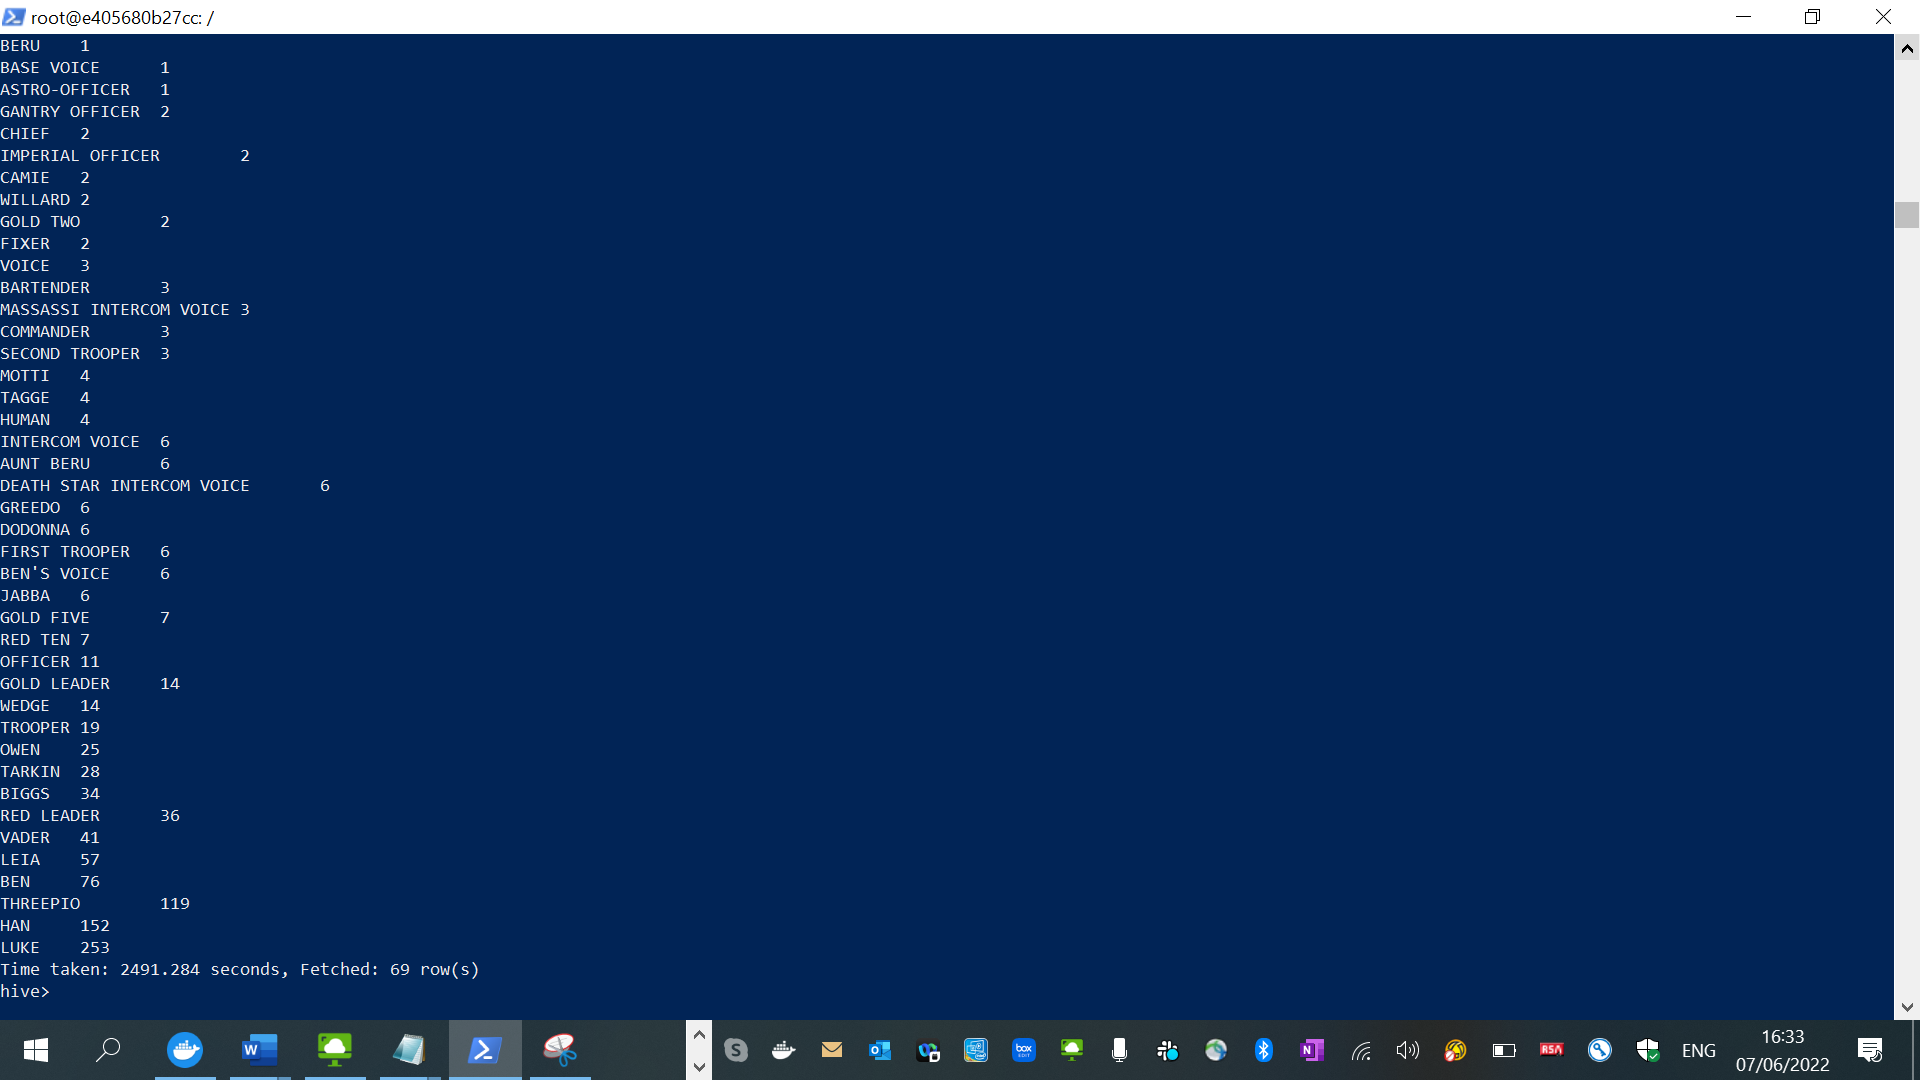 root@e405680b27cc: /
BERU 1
BASE VOICE 1
ASTRO-OFFICER 1
GANTRY OFFICER 2
CHIEF 2
IMPERIAL OFFICER 2
CAMIE 2
WILLARD 2
GOLD TWO 2
FIXER 2
VOICE 3
BARTENDER 3
MASSASSI INTERCOM VOICE 3
COMMANDER 3
SECOND TROOPER 3
MOTTI 4
TAGGE 4
HUMAN 4
INTERCOM VOICE 6
AUNT BERU 6
DEATH STAR INTERCOM VOICE 6
GREEDO 6
DODONNA 6
FIRST TROOPER 6
BEN'S VOICE 6
JABBA 6
GOLD FIVE 7
RED TEN 7
OFFICER 11
GOLD LEADER 14
WEDGE 14
TROOPER 19
OWEN 25
TARKIN 28
BIGGS 34
RED LEADER 36
VADER 41
LEIA 57
BEN 76
THREEPIO 119
HAN 152
LUKE 253
Time taken: 2491.284 seconds, Fetched: 69 row(s)
hive>
box
EDIT
RSA
ENG
16:33
07/06/2022